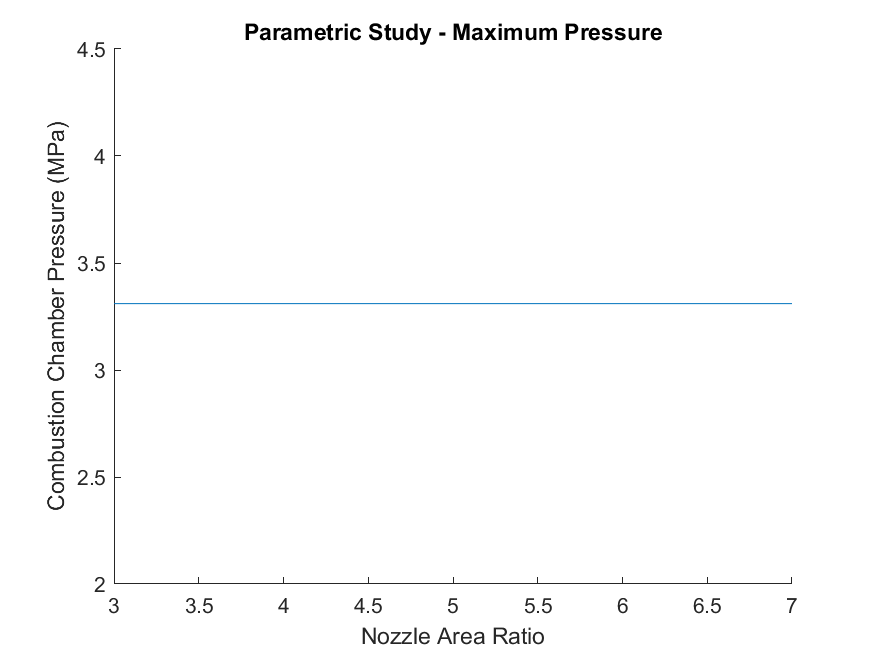 Parametric Study - Maximum Pressure
4.5
4
3.5
3
2.5
2
Combustion Chamber Pressure (MPa)
3 3.5 4 4.5 5 5.5 6 6.5 7
Nozzle Area Ratio